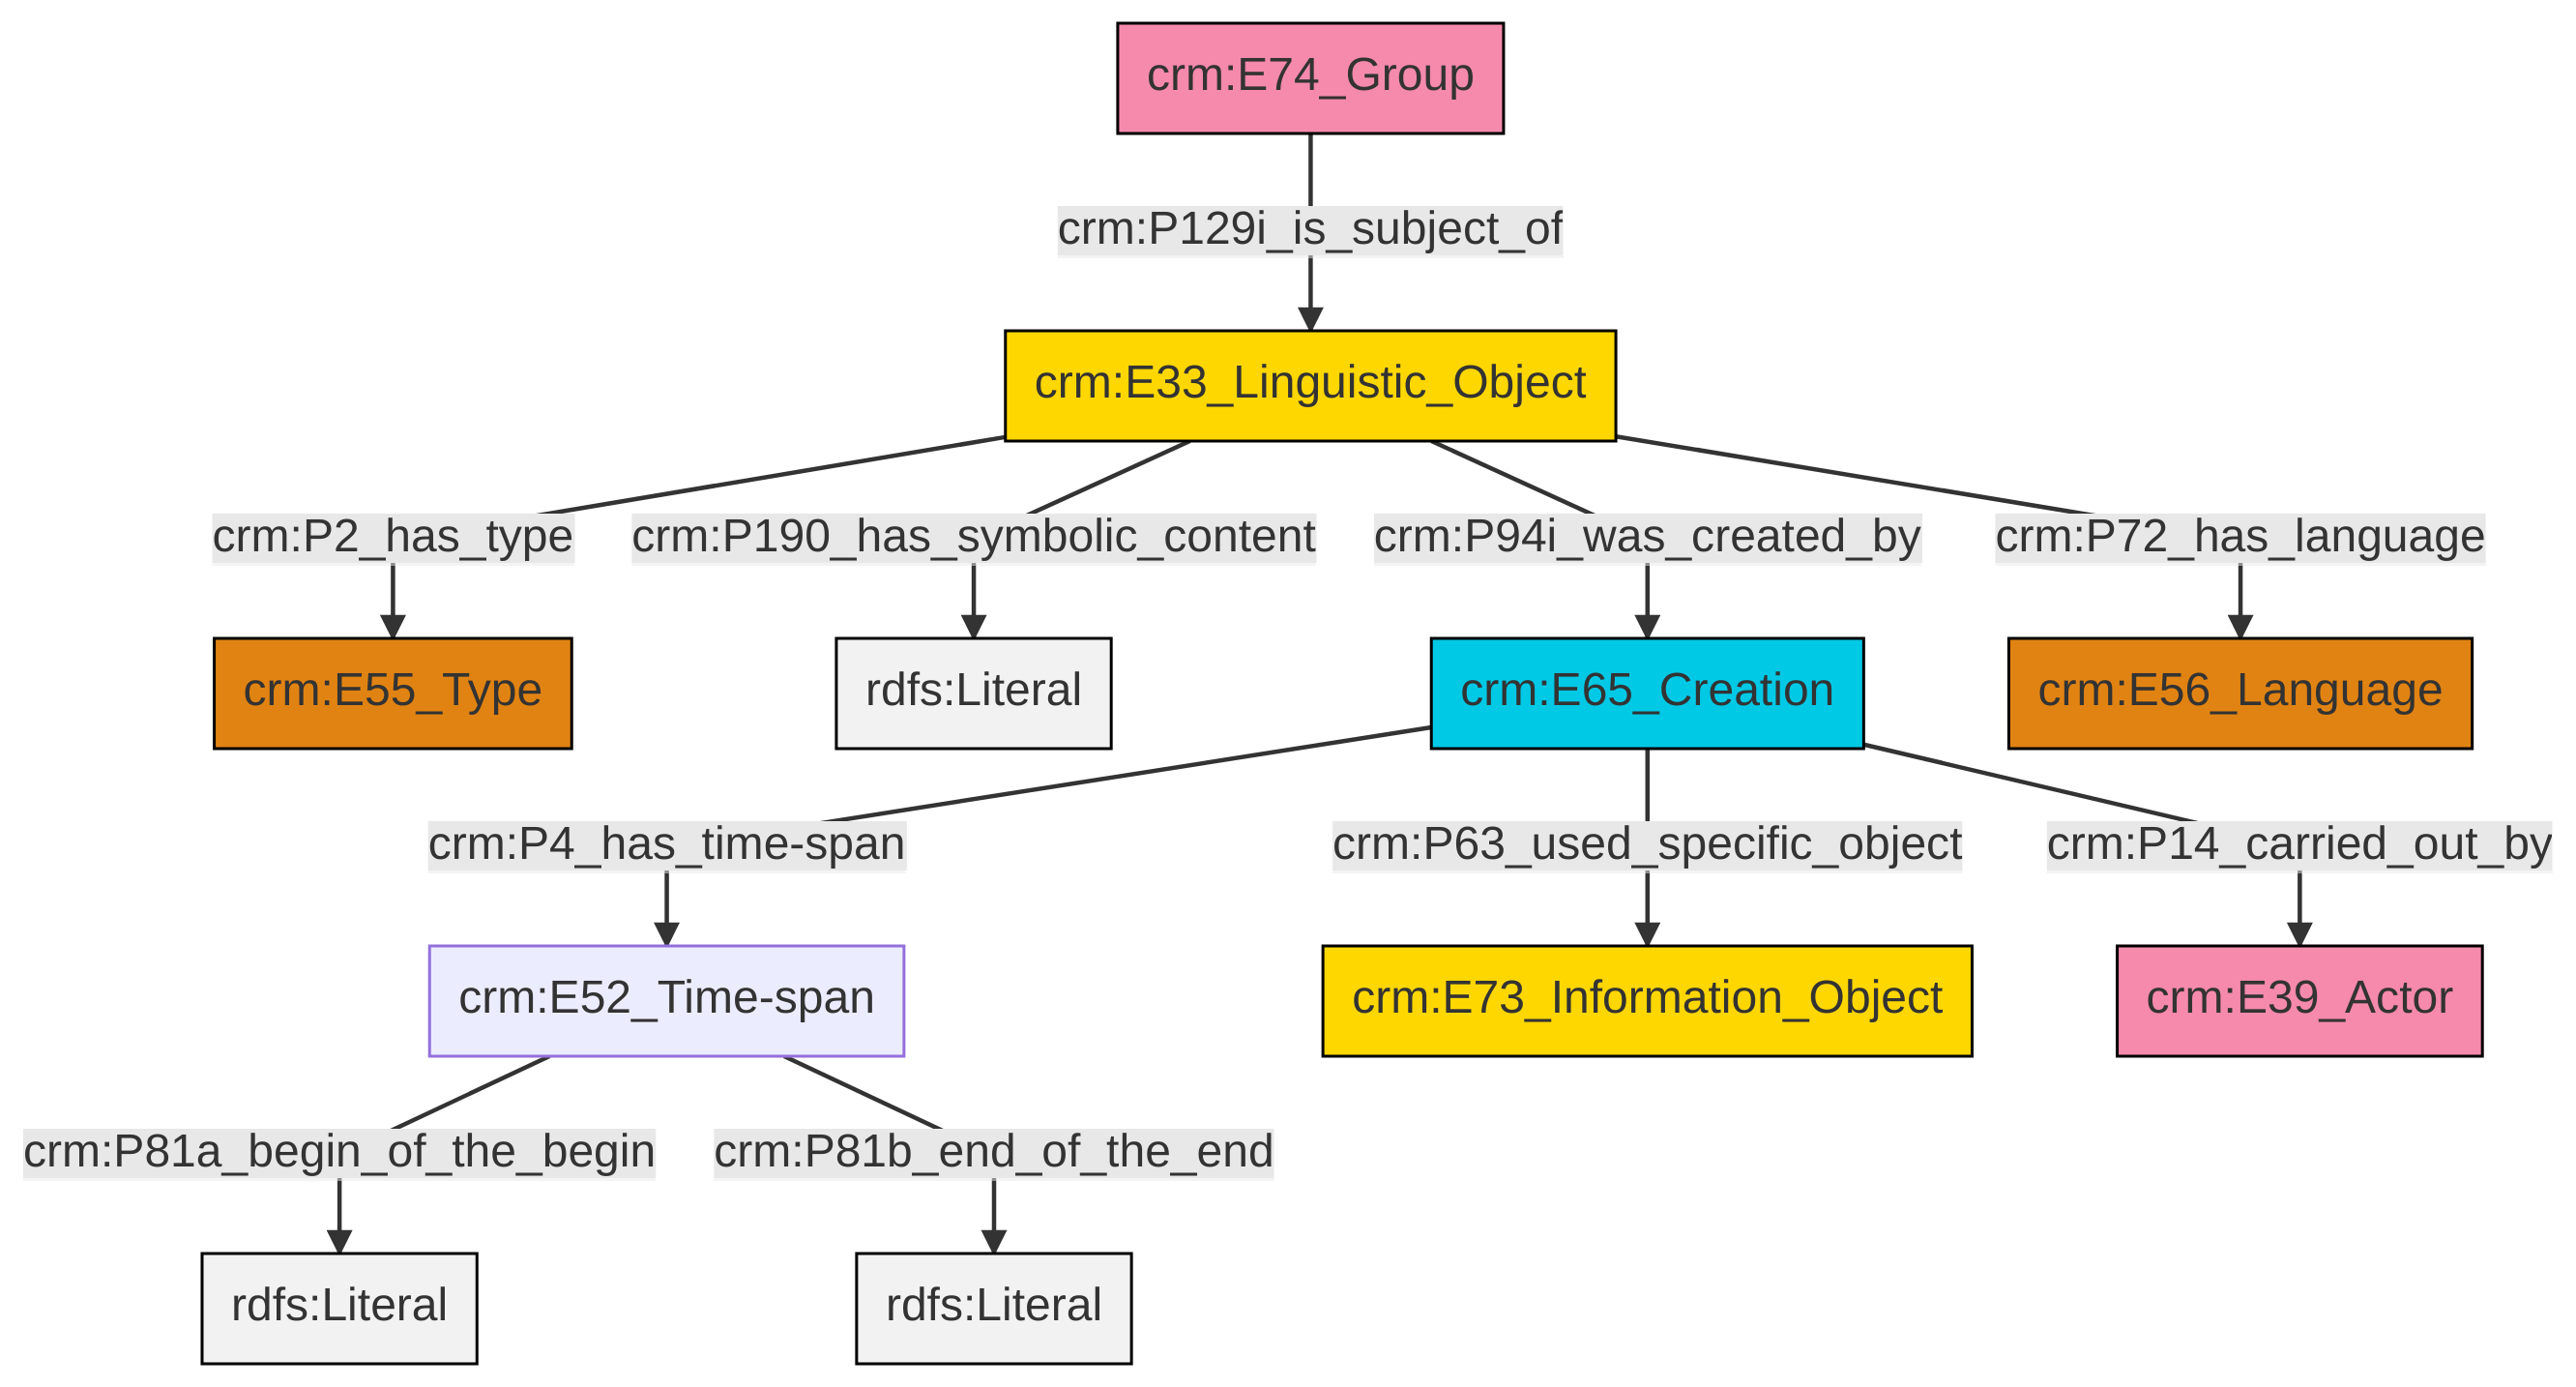 crm:E74_Group
crm:P129i_is_subject_of
crm:E33_Linguistic_Object
crm:P2_has_type
crm:P190_has_symbolic_content
crm:P94i_was_created_by
crm:P72_has_language
crm:E55_Type
rdfs:Literal
crm:E65_Creation
crm:E56_Language
crm:P4_has_time-span
crm:P63_used_specific_object
crm:P14_carried_out_by
crm:E52_Time-span
crm:E73_Information_Object
crm:E39_Actor
crm:P81a_begin_of_the_begin
crm:P81b_end_of_the_end
rdfs:Literal
rdfs:Literal